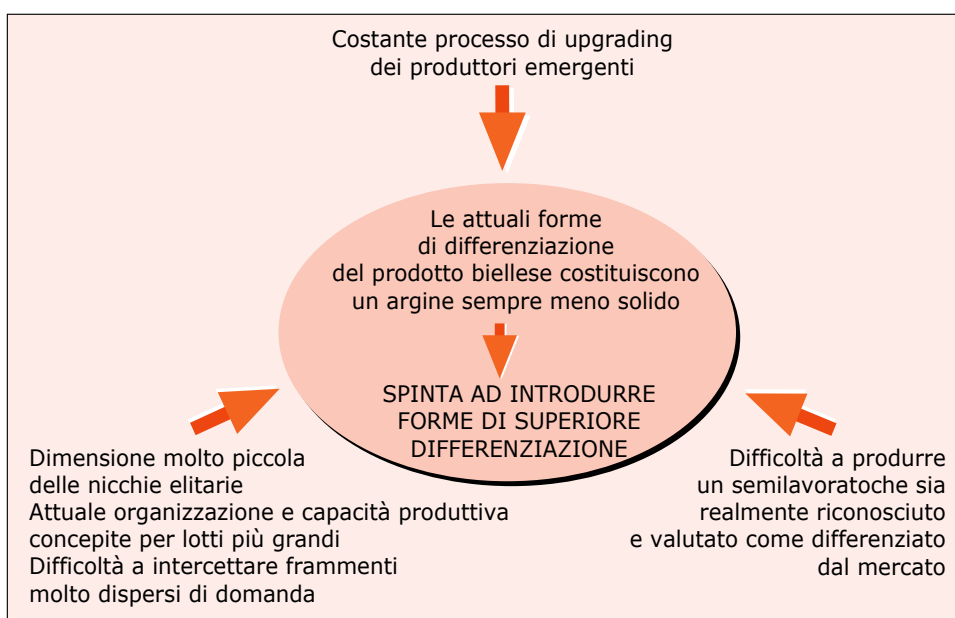 Costante processo di upgrading
dei produttori emergenti
Le attuali forme
di differenziazione
del prodotto biellese costituiscono
un argine sempre meno solido
SPINTA AD INTRODURRE
FORME DI SUPERIORE
DIFFERENZIAZIONE
Dimensione molto piccola
delle nicchie elitarie
Attuale organizzazione e capacità produttiva
concepite per lotti più grandi
Difficoltà a intercettare frammenti
molto dispersi di domanda
Difficoltà a produrre
un semilavoratoche sia
realmente riconosciuto
e valutato come differenziato
dal mercato